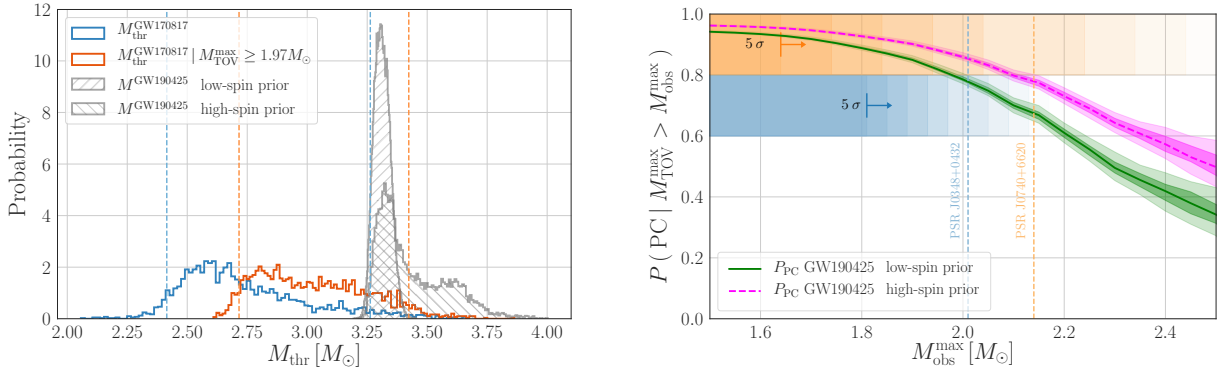 12
10
8
6
4
2
0
Probability
2.00
2.25
2.50
2.75
3.00
3.25
3.50
3.75
4.00
M_thr [M_⊙]
M_thr^GW170817
M_thr^GW170817 | M_TOV^max ≥ 1.97M_⊙
M^GW190425 low-spin prior
M^GW190425 high-spin prior
1.0
0.8
0.6
0.4
0.2
0.0
P ( PC | M_TOV^max > M_obs^max )
5 σ
5 σ
PSR J0348+0432
PSR J0740+6620
P_PC GW190425 low-spin prior
P_PC GW190425 high-spin prior
1.6
1.8
2.0
2.2
2.4
M_obs^max [M_⊙]